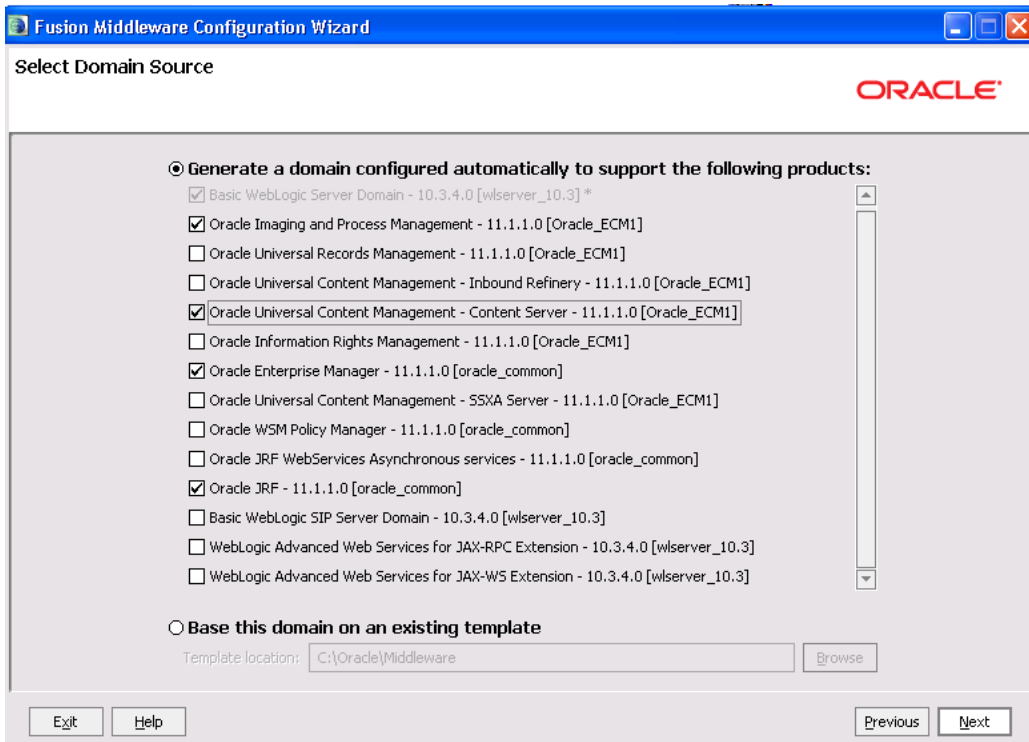 Fusion Middleware Configuration Wizard
Select Domain Source
ORACLE
Generate a domain configured automatically to support the following products:
Basic WebLogic Server Domain - 10.3.4.0 [wlserver_10.3] *
Oracle Imaging and Process Management - 11.1.1.0 [Oracle_ECM1]
Oracle Universal Records Management - 11.1.1.0 [Oracle_ECM1]
Oracle Universal Content Management - Inbound Refinery - 11.1.1.0 [Oracle_ECM1]
Oracle Universal Content Management - Content Server - 11.1.1.0 [Oracle_ECM1]
Oracle Information Rights Management - 11.1.1.0 [Oracle_ECM1]
Oracle Enterprise Manager - 11.1.1.0 [oracle_common]
Oracle Universal Content Management - SSXA Server - 11.1.1.0 [Oracle_ECM1]
Oracle WSM Policy Manager - 11.1.1.0 [oracle_common]
Oracle JRF WebServices Asynchronous services - 11.1.1.0 [oracle_common]
Oracle JRF - 11.1.1.0 [oracle_common]
Basic WebLogic SIP Server Domain - 10.3.4.0 [wlserver_10.3]
WebLogic Advanced Web Services for JAX-RPC Extension - 10.3.4.0 [wlserver_10.3]
WebLogic Advanced Web Services for JAX-WS Extension - 10.3.4.0 [wlserver_10.3]
Base this domain on an existing template
Template location: C:\Oracle\Middleware Browse
Exit Help Previous Next